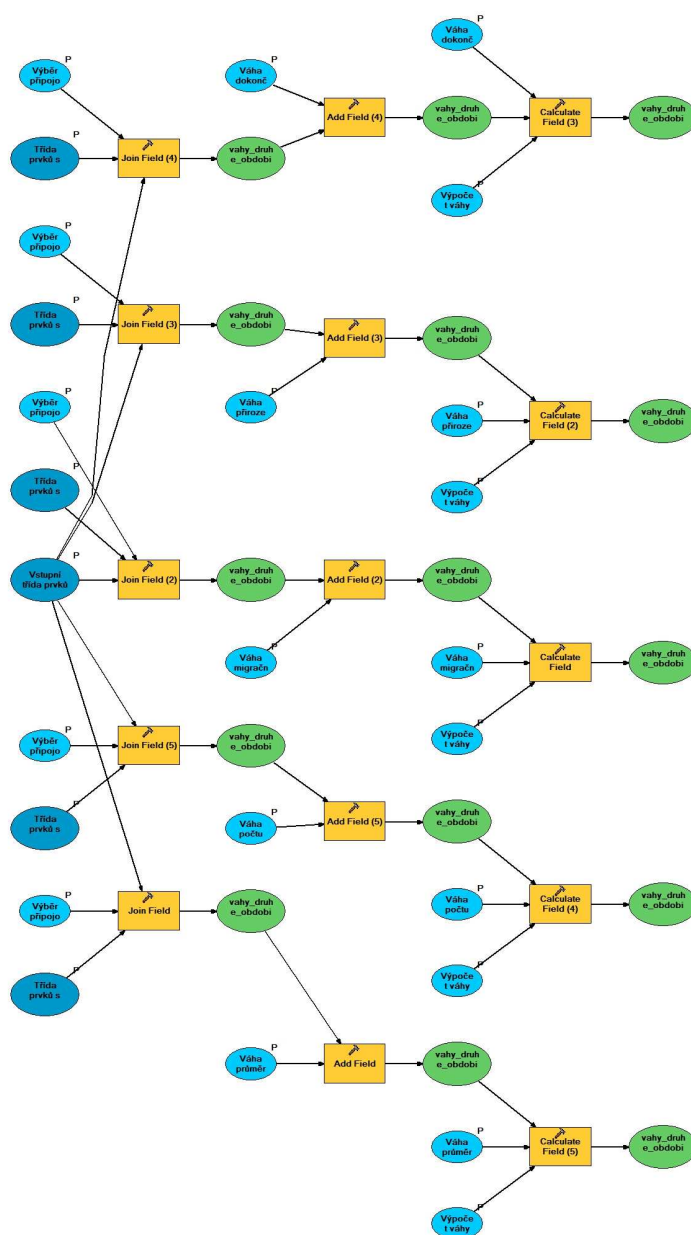 P
Váha
dokonč
P
Výběr
připojo
P
Váha
dokonč
Add Field (4)
vahy_druh
e_obdobi
Calculate
Field (3)
vahy_druh
e_obdobi
P
Třída
prvků s
Join Field (4)
vahy_druh
e_obdobi
P
Výpoče
t váhy
P
Výběr
připojo
P
Třída
prvků s
Join Field (3)
vahy_druh
e_obdobi
Add Field (3)
vahy_druh
e_obdobi
P
Výběr
připojo
P
Váha
přiroze
P
Váha
přiroze
Calculate
Field (2)
vahy_druh
e_obdobi
P
Třída
prvků s
P
Výpoče
t váhy
P
Vstupní
třída prvků
Join Field (2)
vahy_druh
e_obdobi
Add Field (2)
vahy_druh
e_obdobi
P
Váha
migračn
P
Váha
migračn
Calculate
Field
vahy_druh
e_obdobi
P
Výběr
připojo
Join Field (5)
vahy_druh
e_obdobi
P
Výpoče
t váhy
P
Třída
prvků s
P
Váha
počtu
Add Field (5)
vahy_druh
e_obdobi
P
Výběr
připojo
Join Field
vahy_druh
e_obdobi
P
Váha
počtu
Calculate
Field (4)
vahy_druh
e_obdobi
P
Třída
prvků s
P
Výpoče
t váhy
P
Váha
průměr
Add Field
vahy_druh
e_obdobi
P
Váha
průměr
Calculate
Field (5)
vahy_druh
e_obdobi
P
Výpoče
t váhy